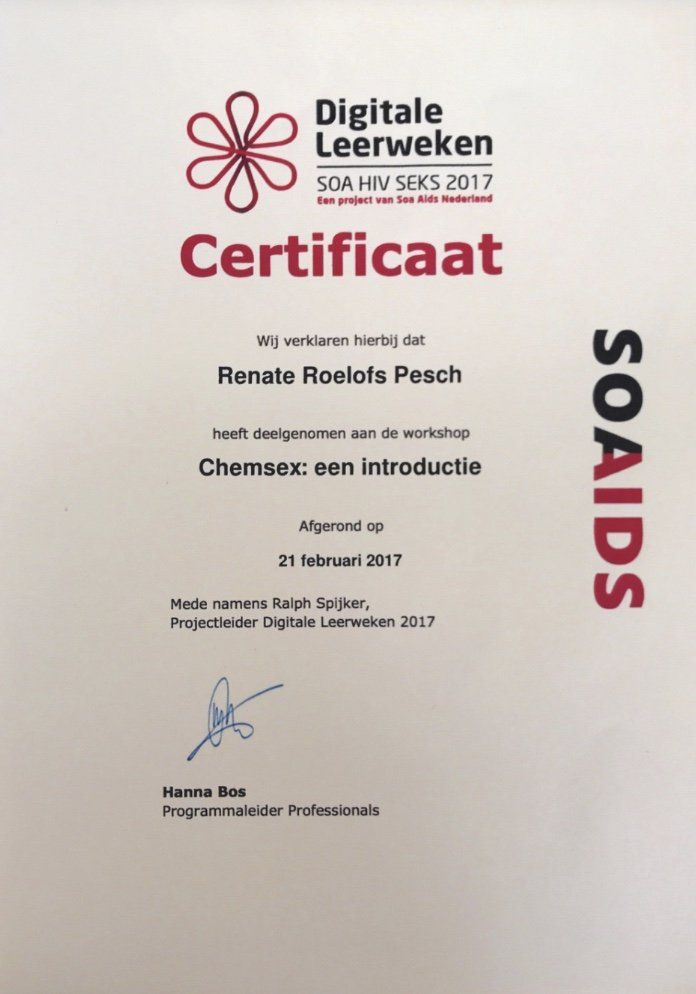 Digitale
Leerweken
SOA HIV SEKS 2017
Een project van Soa Aids Nederland
Certificaat
Wij verklaren hierbij dat
Renate Roelofs Pesch
heeft deelgenomen aan de workshop
Chemsex: een introductie
Afgerond op
21 februari 2017
Mede namens Ralph Spijker,
Projectleider Digitale Leerweken 2017
Hanna Bos
Programmaleider Professionals
SOAIDS